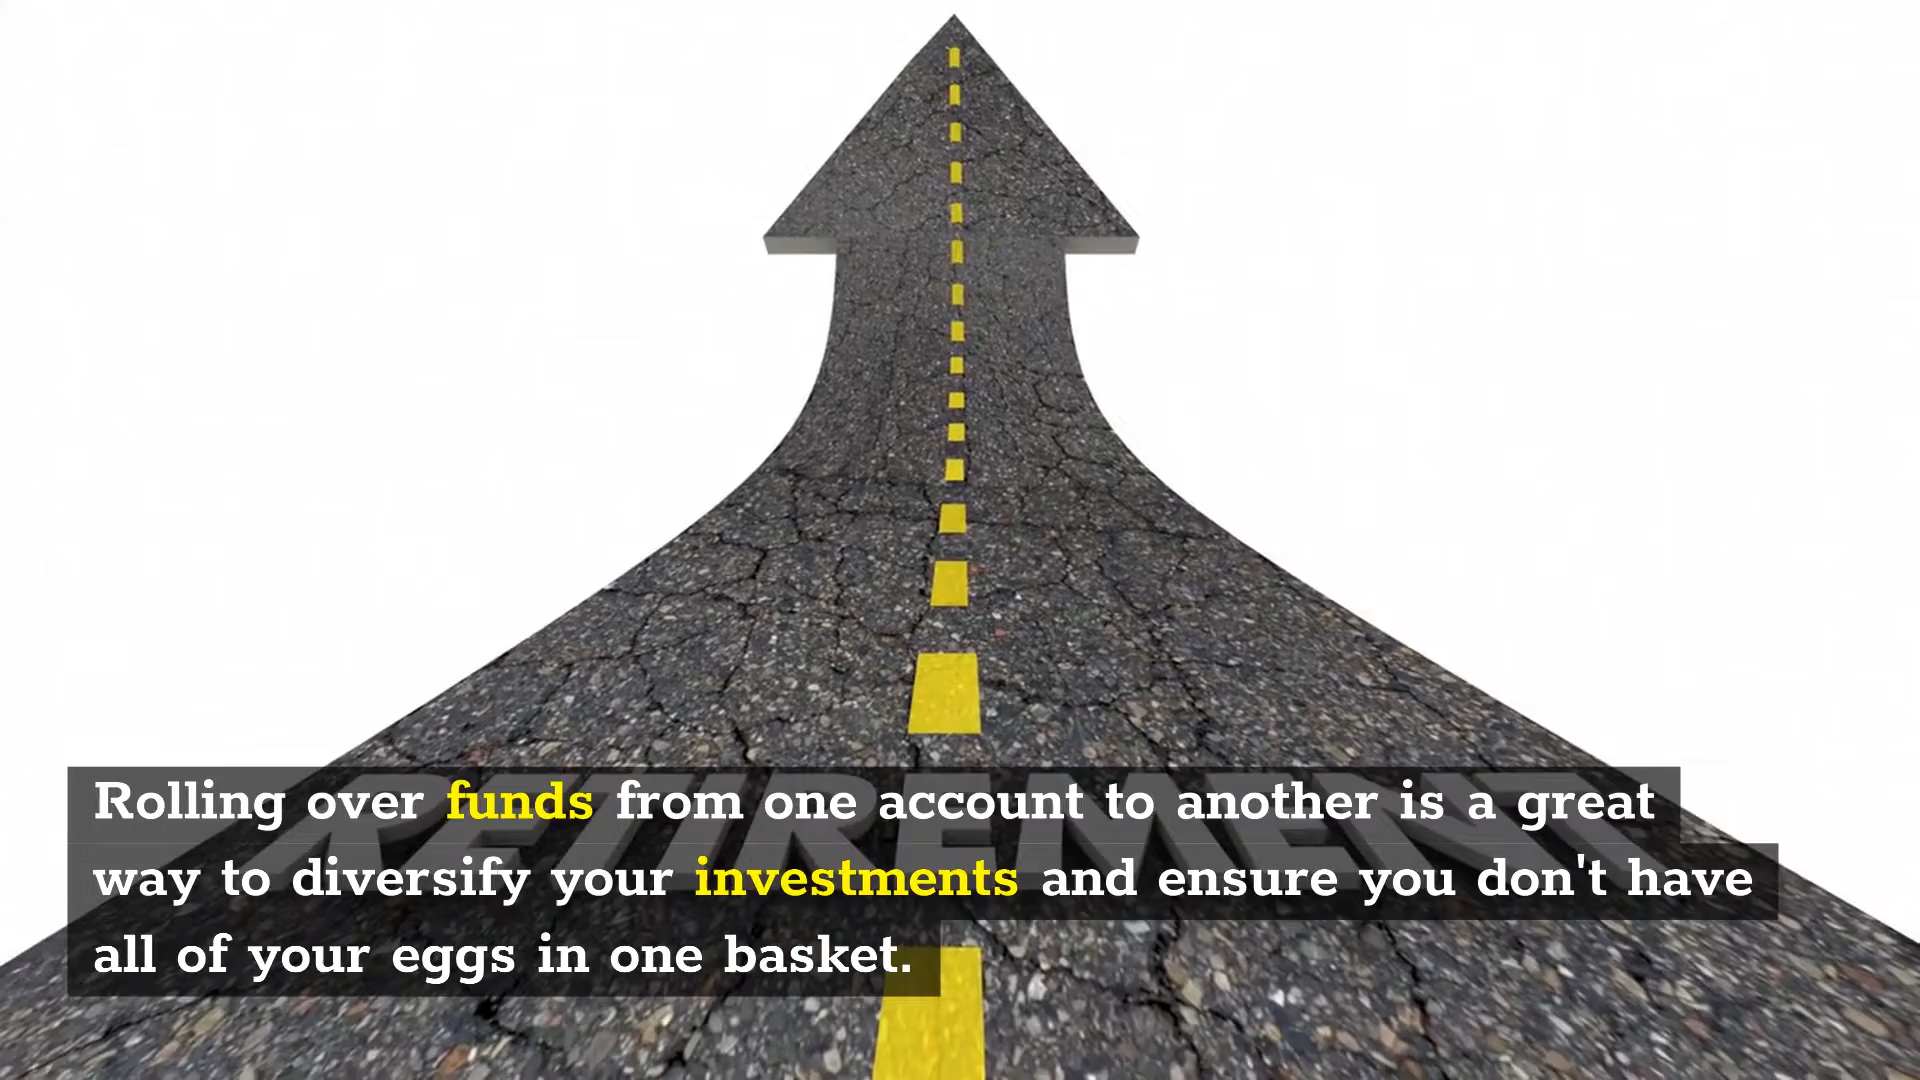 RETIREMENT
Rolling over funds from one account to another is a great
way to diversify your investments and ensure you don't have
all of your eggs in one basket.